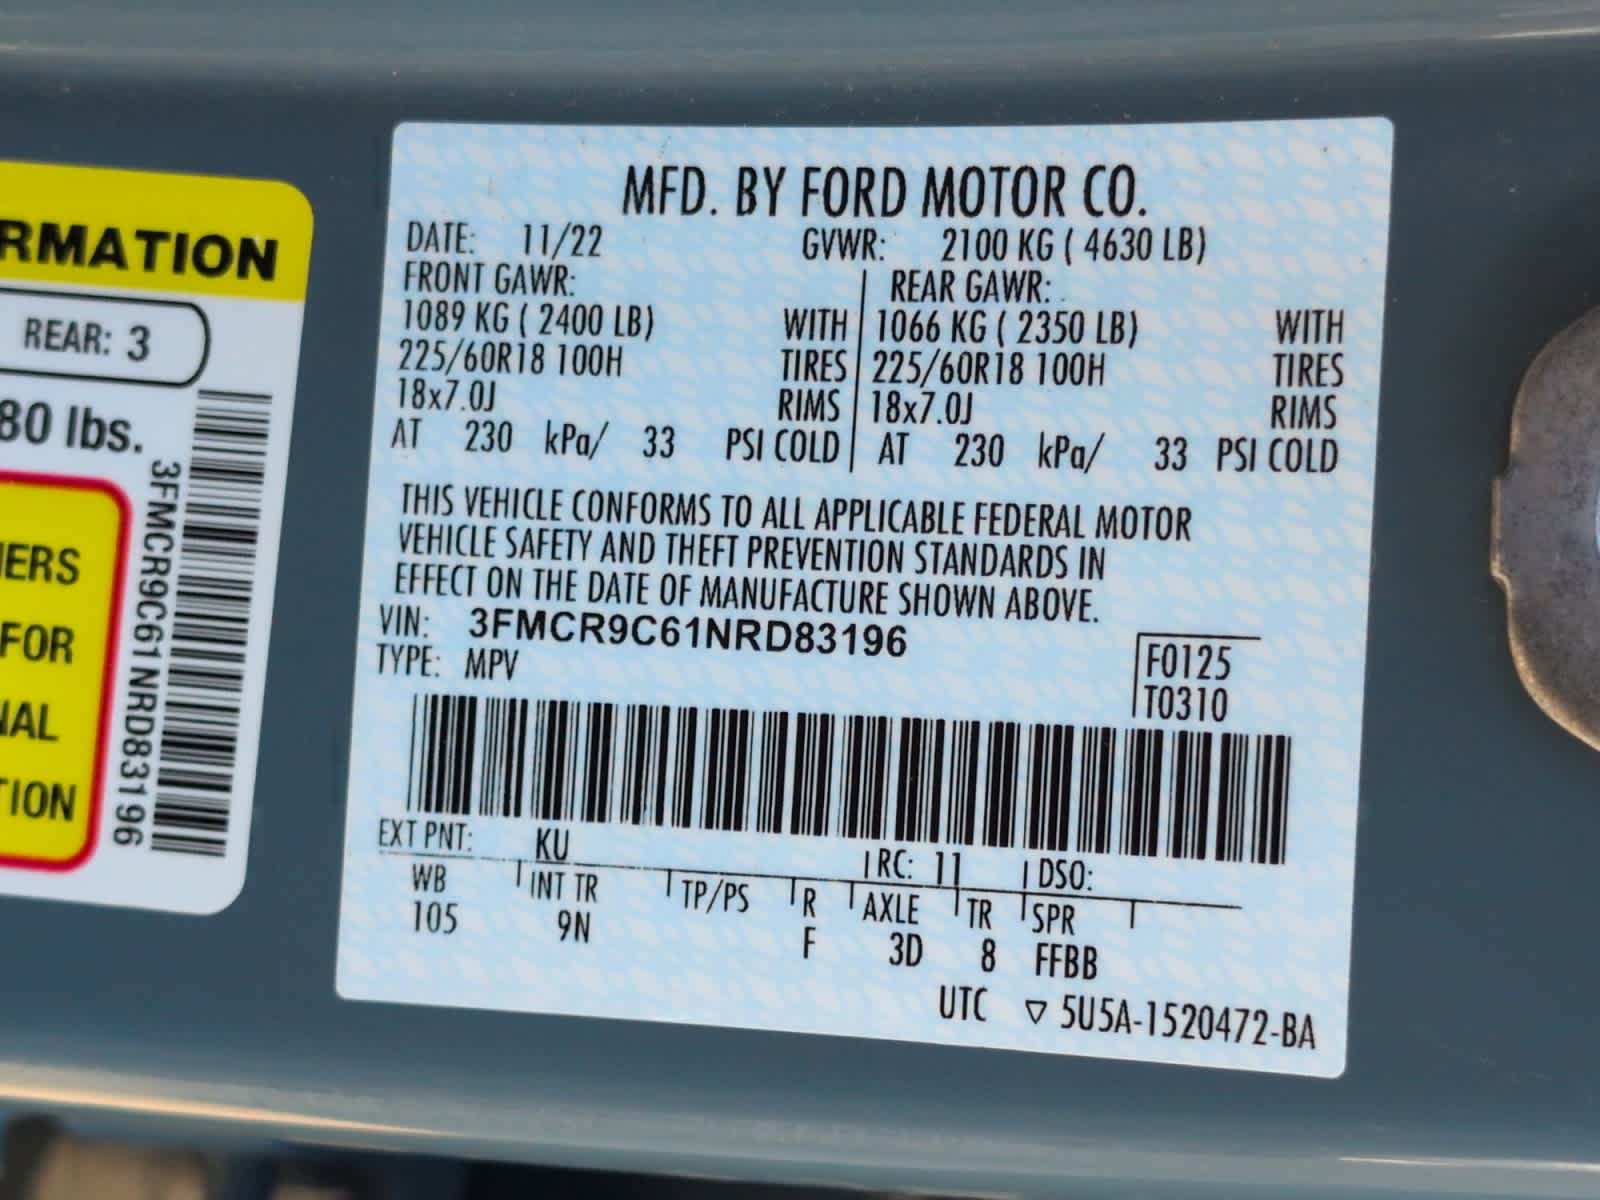 RMATION
REAR: 3
80 lbs.
IERS
FOR
NAL
TION
3FMCR9C61NRD83196
MFD. BY FORD MOTOR CO.
DATE: 11/22 GVWR: 2100 KG ( 4630 LB)
FRONT GAWR: REAR GAWR:
1089 KG ( 2400 LB) WITH 1066 KG ( 2350 LB) WITH
225/60R18 100H TIRES 225/60R18 100H TIRES
18x7.0J RIMS 18x7.0J RIMS
AT 230 kPa/ 33 PSI COLD AT 230 kPa/ 33 PSI COLD
THIS VEHICLE CONFORMS TO ALL APPLICABLE FEDERAL MOTOR
VEHICLE SAFETY AND THEFT PREVENTION STANDARDS IN
EFFECT ON THE DATE OF MANUFACTURE SHOWN ABOVE.
VIN: 3FMCR9C61NRD83196
TYPE: MPV
F0125
T0310
EXT PNT: KU RC: 11 DSO:
WB INT TR TP/PS R AXLE TR SPR
105 9N F 3D 8 FFBB
UTC ▽ 5U5A-1520472-BA